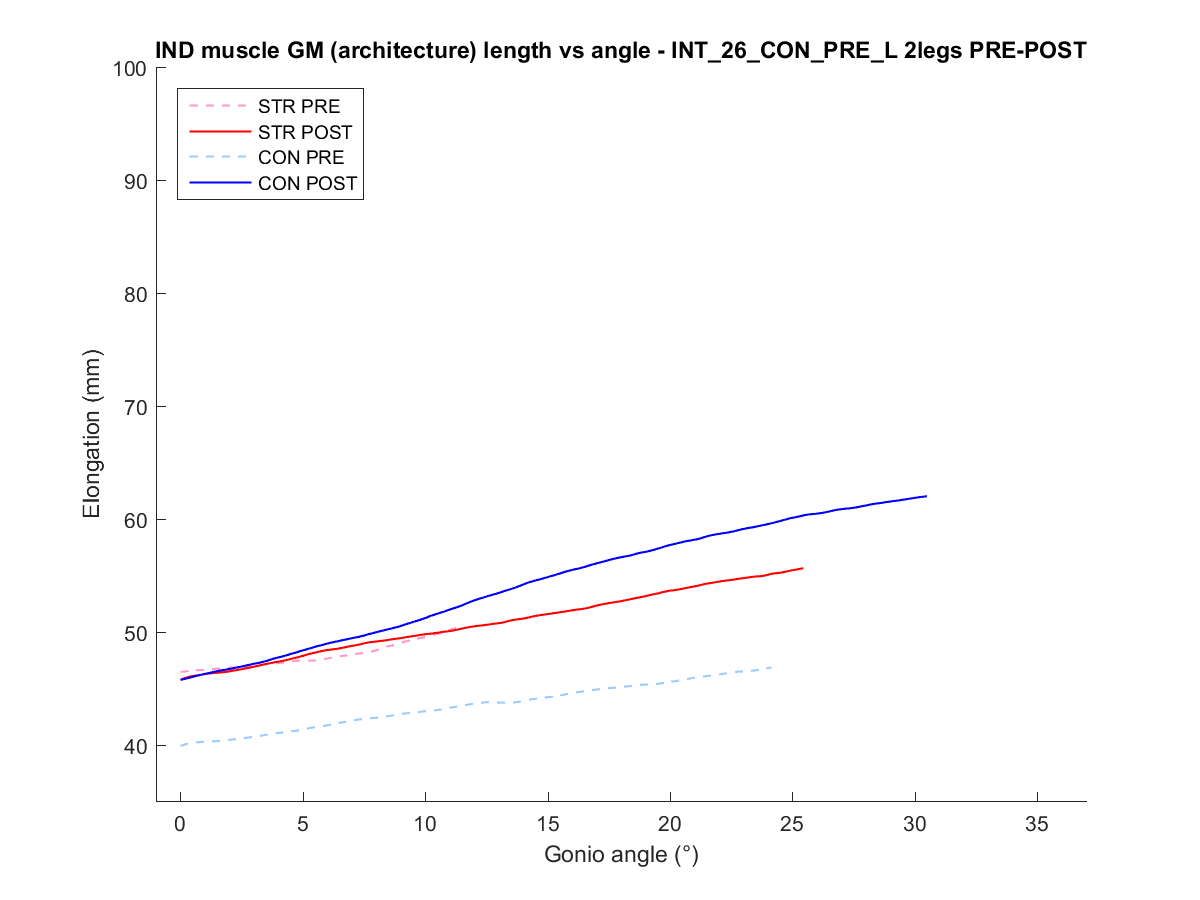 IND muscle GM (architecture) length vs angle - INT_26_CON_PRE_L 2legs PRE-POST
100
90
80
70
60
50
40
Elongation (mm)
STR PRE
STR POST
CON PRE
CON POST
0 5 10 15 20 25 30 35
Gonio angle (°)